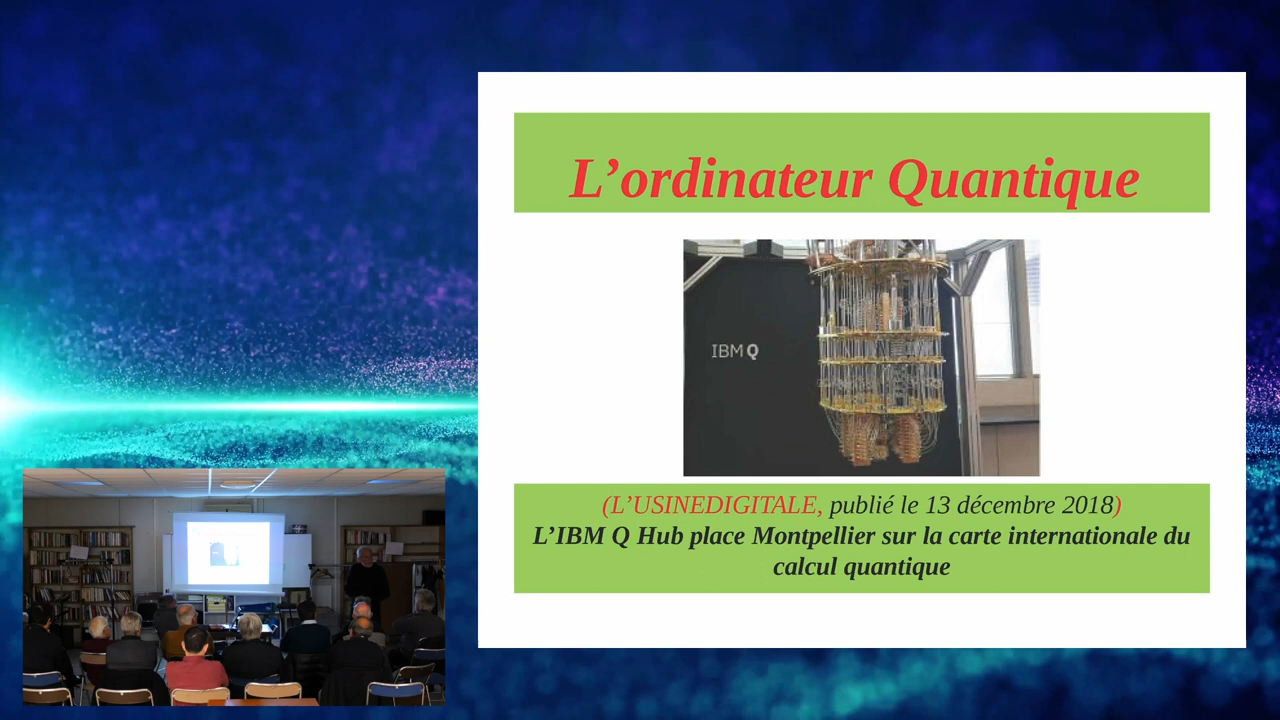 L’ordinateur Quantique
IBM Q
(L’USINEDIGITALE, publié le 13 décembre 2018)
L’IBM Q Hub place Montpellier sur la carte internationale du
calcul quantique